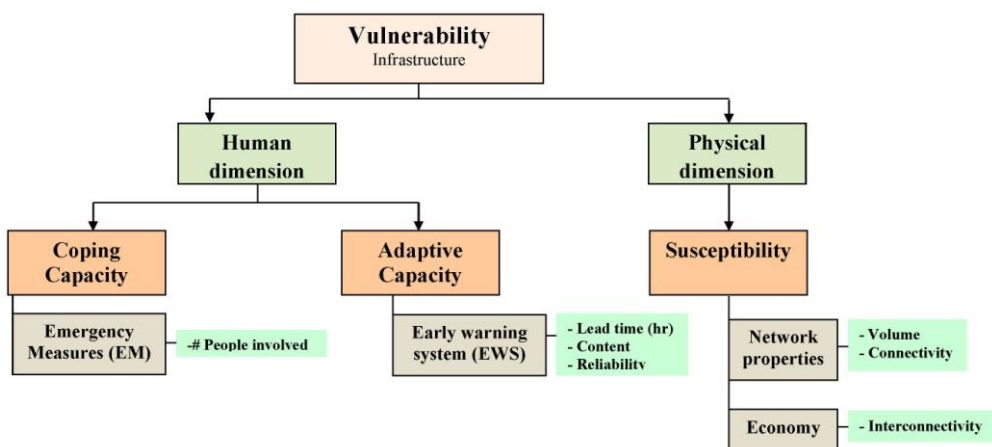 Vulnerability
Infrastructure
Human
dimension
Physical
dimension
Coping
Capacity
Adaptive
Capacity
Susceptibility
Emergency
Measures (EM)
-# People involved
Early warning
system (EWS)
- Lead time (hr)
- Content
- Reliability
Network
properties
- Volume
- Connectivity
Economy
- Interconnectivity